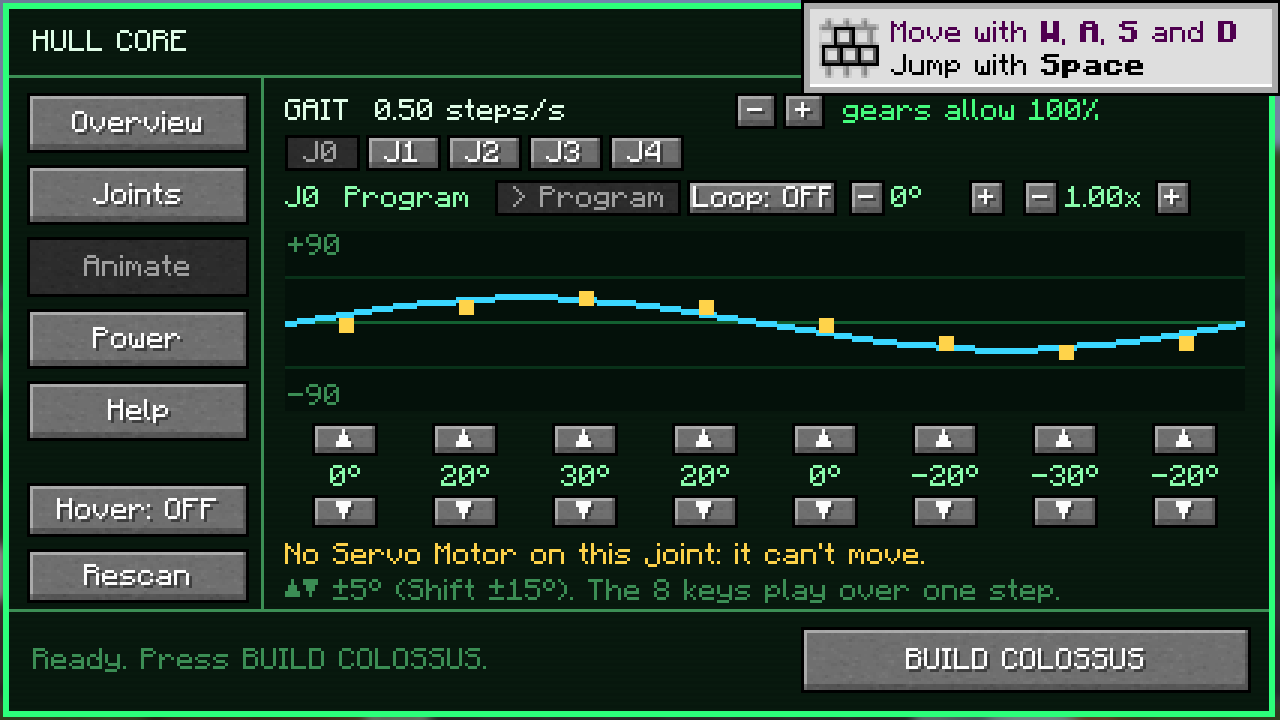 HULL CORE
Move with W, A, S and D
Jump with Space
Overview
Joints
Animate
Power
Help
Hover: OFF
Rescan
GAIT 0.50 steps/s - + gears allow 100%
J0 J1 J2 J3 J4
J0 Program > Program Loop: OFF - 0° + - 1.00x +
+90
-90
▲ ▲ ▲ ▲ ▲ ▲ ▲ ▲
0° 20° 30° 20° 0° -20° -30° -20°
▼ ▼ ▼ ▼ ▼ ▼ ▼ ▼
No Servo Motor on this joint: it can't move.
▲▼ ±5° (Shift ±15°). The 8 keys play over one step.
Ready. Press BUILD COLOSSUS.
BUILD COLOSSUS